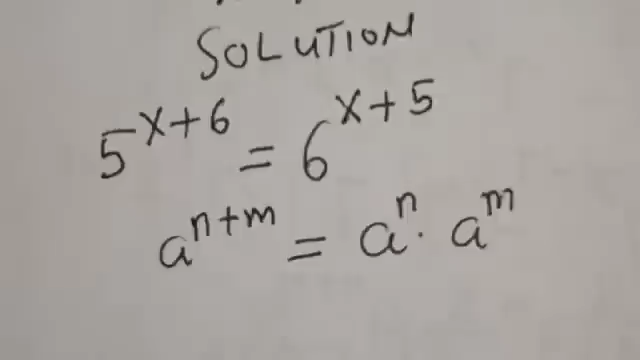 SOLUTION
5^{x+6} = 6^{x+5}
a^{n+m} = a^n · a^m